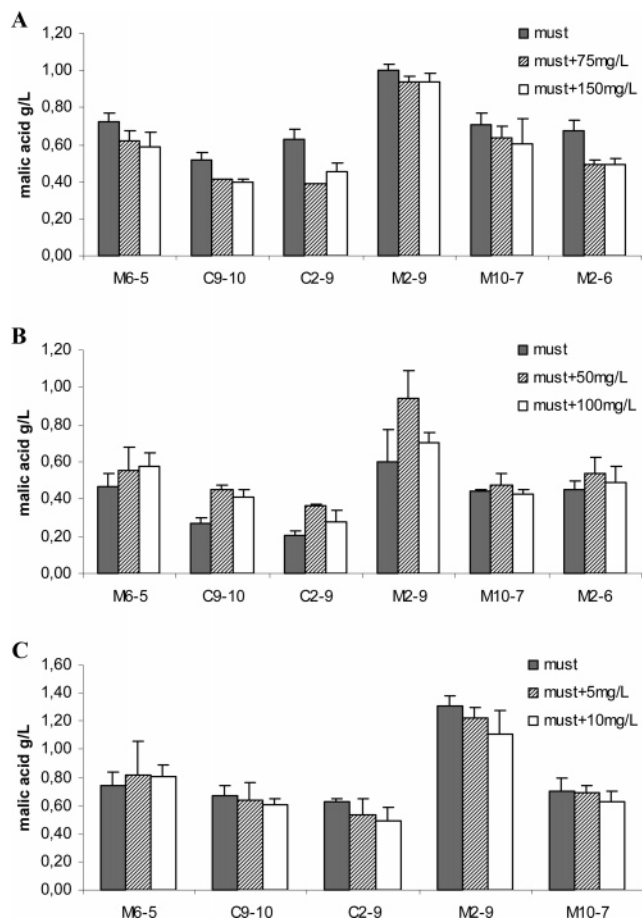 A
malic acid g/L
1,20
1,00
0,80
0,60
0,40
0,20
0,00
must
must+75mg/L
must+150mg/L
M6-5 C9-10 C2-9 M2-9 M10-7 M2-6
B
malic acid g/L
1,20
1,00
0,80
0,60
0,40
0,20
0,00
must
must+50mg/L
must+100mg/L
M6-5 C9-10 C2-9 M2-9 M10-7 M2-6
C
malic acid g/L
1,60
1,40
1,20
1,00
0,80
0,60
0,40
0,20
0,00
must
must+5mg/L
must+10mg/L
M6-5 C9-10 C2-9 M2-9 M10-7